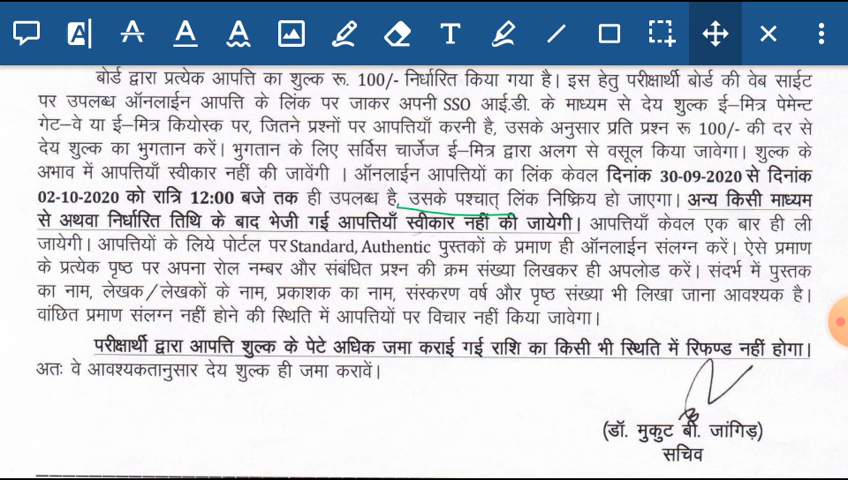 बोर्ड द्वारा प्रत्येक आपत्ति का शुल्क रू. 100/- निर्धारित किया गया है। इस हेतु परीक्षार्थी बोर्ड की वेब साईट
पर उपलब्ध ऑनलाईन आपत्ति के लिंक पर जाकर अपनी SSO आई.डी. के माध्यम से देय शुल्क ई–मित्र पेमेन्ट
गेट–वे या ई–मित्र कियोस्क पर, जितने प्रश्नों पर आपत्तियाँ करनी है, उसके अनुसार प्रति प्रश्न रू 100/- की दर से
देय शुल्क का भुगतान करें। भुगतान के लिए सर्विस चार्जेज ई–मित्र द्वारा अलग से वसूल किया जावेगा। शुल्क के
अभाव में आपत्तियाँ स्वीकार नहीं की जावेंगी । ऑनलाईन आपत्तियों का लिंक केवल दिनांक 30-09-2020 से दिनांक
02-10-2020 को रात्रि 12:00 बजे तक ही उपलब्ध है, उसके पश्चात् लिंक निष्क्रिय हो जाएगा। अन्य किसी माध्यम
से अथवा निर्धारित तिथि के बाद भेजी गई आपत्तियाँ स्वीकार नहीं की जायेगी। आपत्तियाँ केवल एक बार ही ली
जायेगी। आपत्तियों के लिये पोर्टल पर Standard, Authentic पुस्तकों के प्रमाण ही ऑनलाईन संलग्न करें। ऐसे प्रमाण
के प्रत्येक पृष्ठ पर अपना रोल नम्बर और संबंधित प्रश्न की क्रम संख्या लिखकर ही अपलोड करें। संदर्भ में पुस्तक
का नाम, लेखक/लेखकों के नाम, प्रकाशक का नाम, संस्करण वर्ष और पृष्ठ संख्या भी लिखा जाना आवश्यक है।
वांछित प्रमाण संलग्न नहीं होने की स्थिति में आपत्तियों पर विचार नहीं किया जावेगा।
परीक्षार्थी द्वारा आपत्ति शुल्क के पेटे अधिक जमा कराई गई राशि का किसी भी स्थिति में रिफण्ड नहीं होगा।
अतः वे आवश्यकतानुसार देय शुल्क ही जमा करावें।
(डॉ. मुकुट बी. जांगिड़)
सचिव